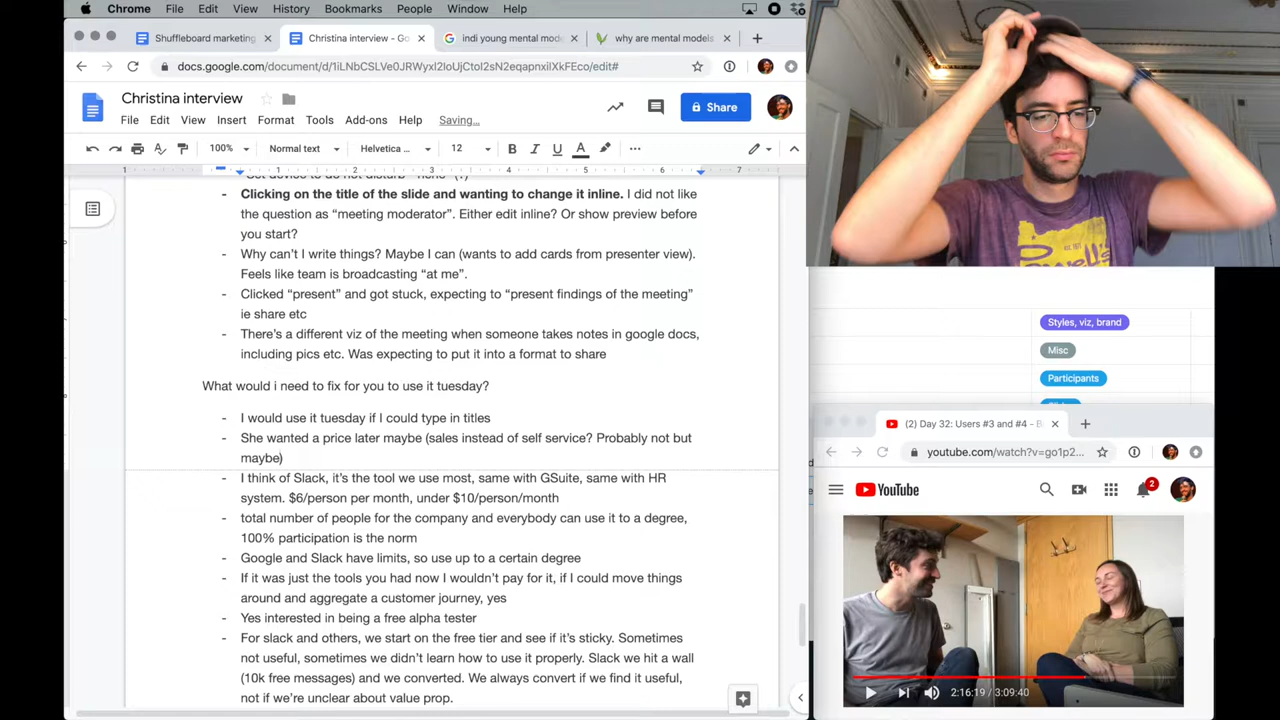 Chrome File Edit View History Bookmarks People Window Help
Shuffleboard marketing
Christina interview - Go
indi young mental mode
why are mental models
docs.google.com/document/d/
/edit#
Christina interview
File Edit View Insert Format Tools Add-ons Help Saving...
Share
100% Normal text Helvetica ... 12 B I U A
1 1 2 3 4 5 6 7
- Clicking on the title of the slide and wanting to change it inline. I did not like
the question as “meeting moderator”. Either edit inline? Or show preview before
you start?
- Why can’t I write things? Maybe I can (wants to add cards from presenter view).
Feels like team is broadcasting “at me”.
- Clicked “present” and got stuck, expecting to “present findings of the meeting”
ie share etc
- There’s a different viz of the meeting when someone takes notes in google docs,
including pics etc. Was expecting to put it into a format to share
What would i need to fix for you to use it tuesday?
- I would use it tuesday if I could type in titles
- She wanted a price later maybe (sales instead of self service? Probably not but
maybe)
- I think of Slack, it’s the tool we use most, same with GSuite, same with HR
system. $6/person per month, under $10/person/month
- total number of people for the company and everybody can use it to a degree,
100% participation is the norm
- Google and Slack have limits, so use up to a certain degree
- If it was just the tools you had now I wouldn’t pay for it, if I could move things
around and aggregate a customer journey, yes
- Yes interested in being a free alpha tester
- For slack and others, we start on the free tier and see if it’s sticky. Sometimes
not useful, sometimes we didn’t learn how to use it properly. Slack we hit a wall
(10k free messages) and we converted. We always convert if we find it useful,
not if we’re unclear about value prop.
Styles, viz, brand
Misc
Participants
(2) Day 32: Users #3 and #4 - B
youtube.com/watch?v=go1p2...
YouTube
2
2:16:19 / 3:09:40